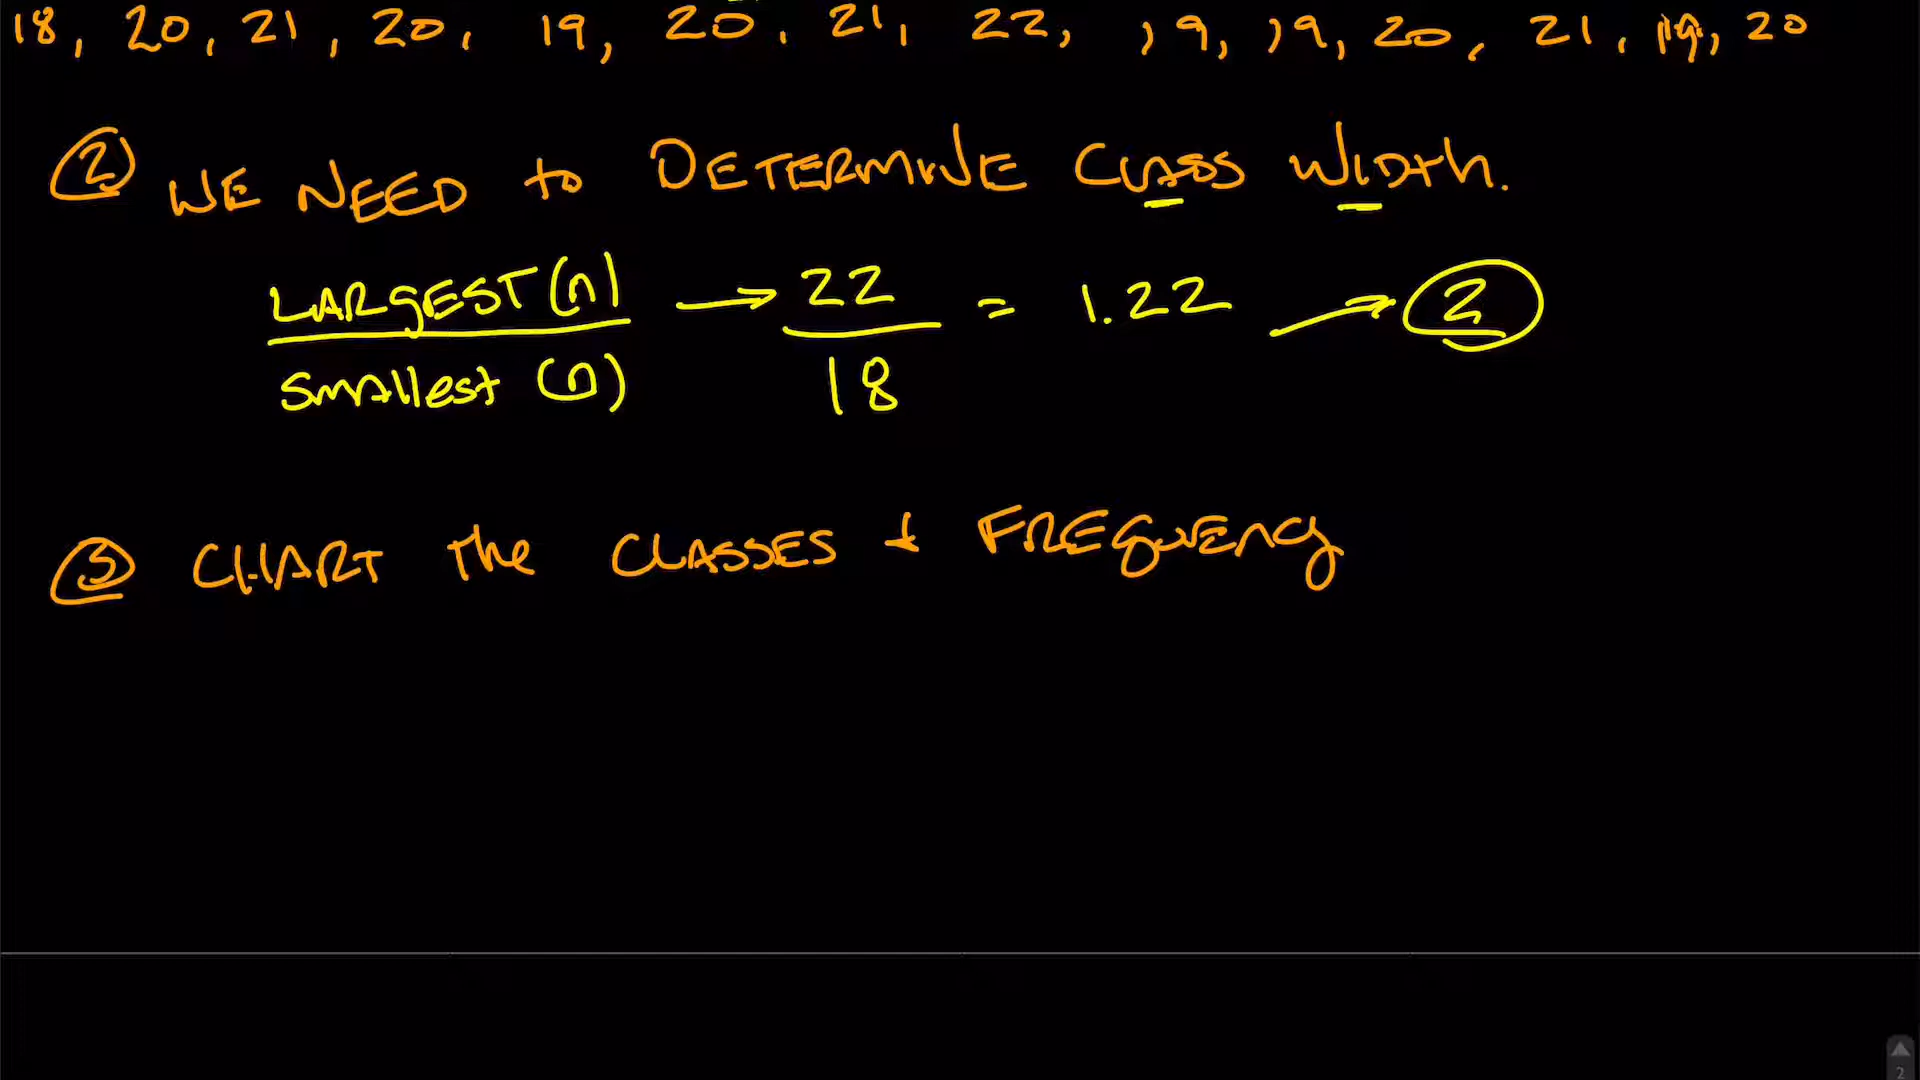 18, 20, 21, 20, 19, 20, 21, 22, 19, 19, 20, 21, 19, 20
② WE NEED to DETERMINE CLASS WIDTH.
LARGEST (n) → 22 = 1.22 → 2
Smallest (n) 18
③ CHART the CLASSES + FREQUENCY
2